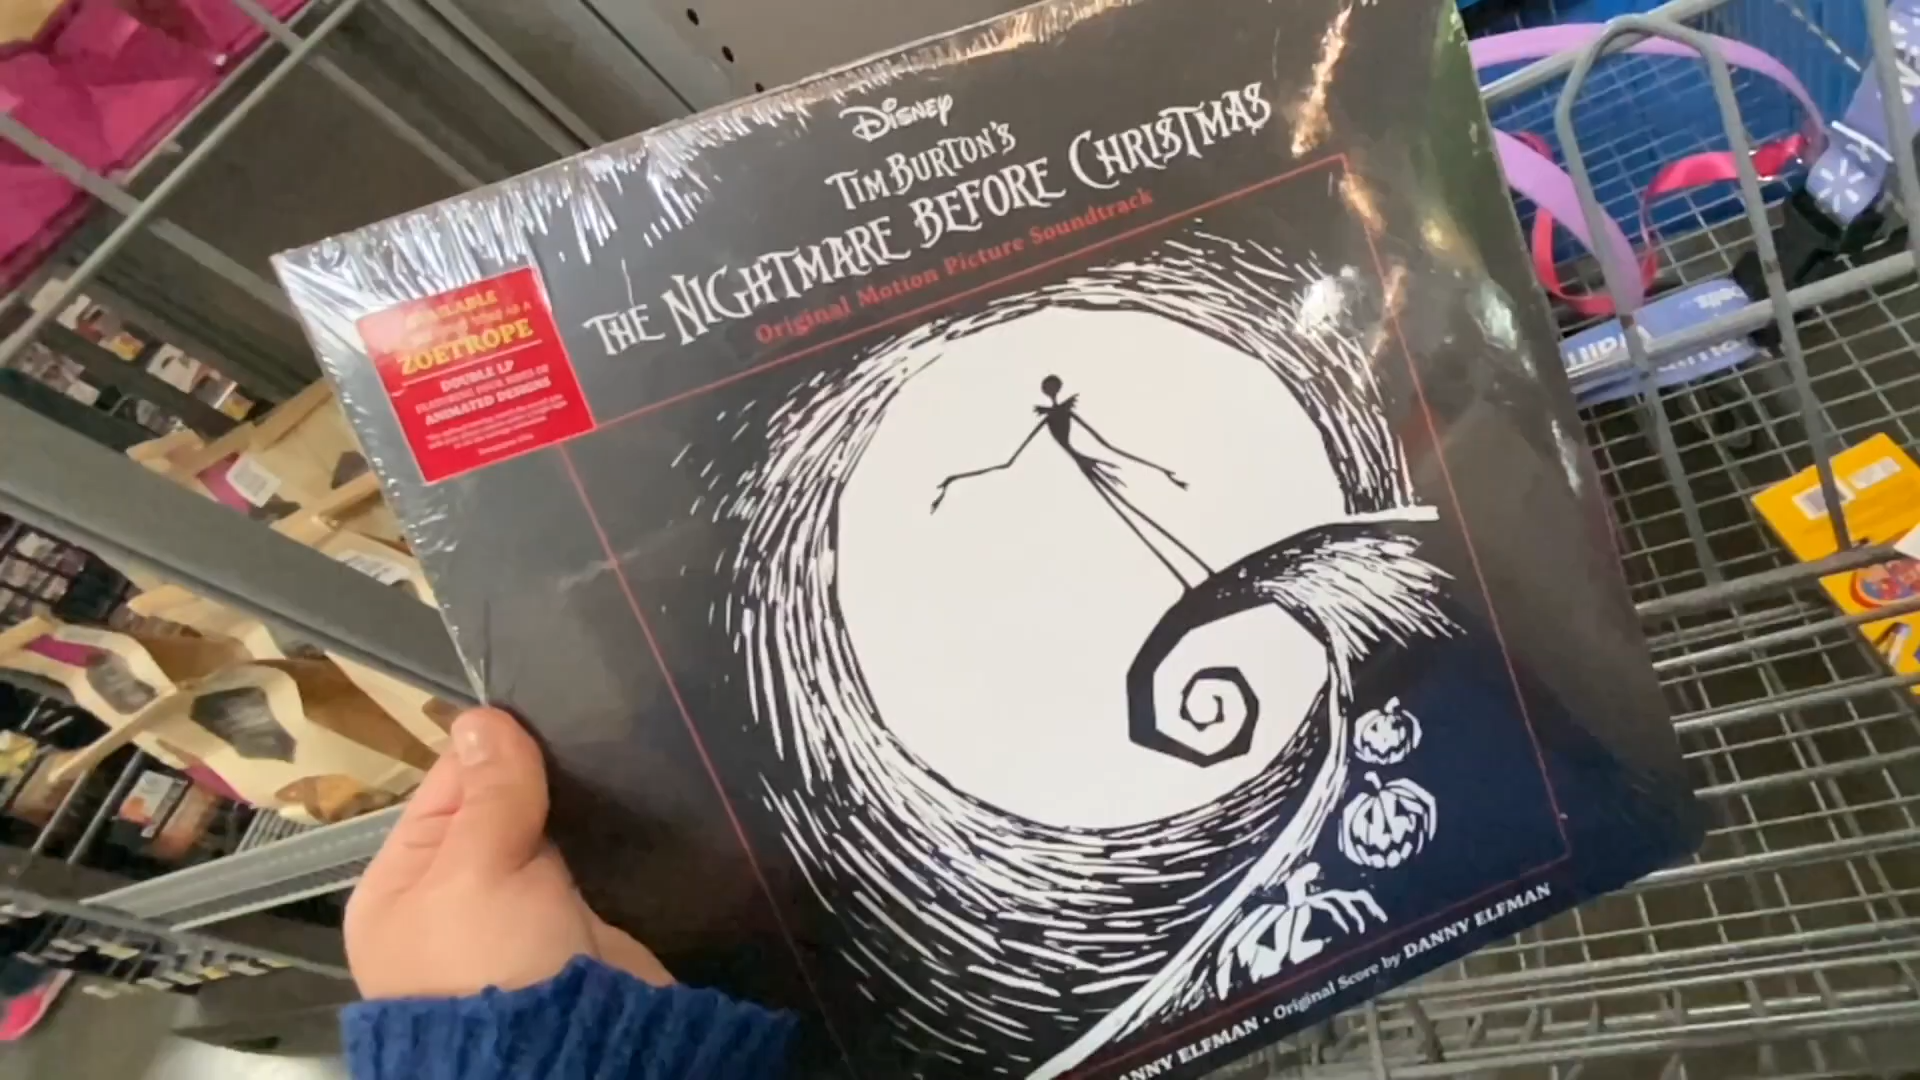 Disney
TIM BURTON'S
THE NIGHTMARE BEFORE CHRISTMAS
Original Motion Picture Soundtrack
AVAILABLE
ZOETROPE
DOUBLE LP
ANIMATED DESIGNS
ANNY ELFMAN • Original Score by DANNY ELFMAN